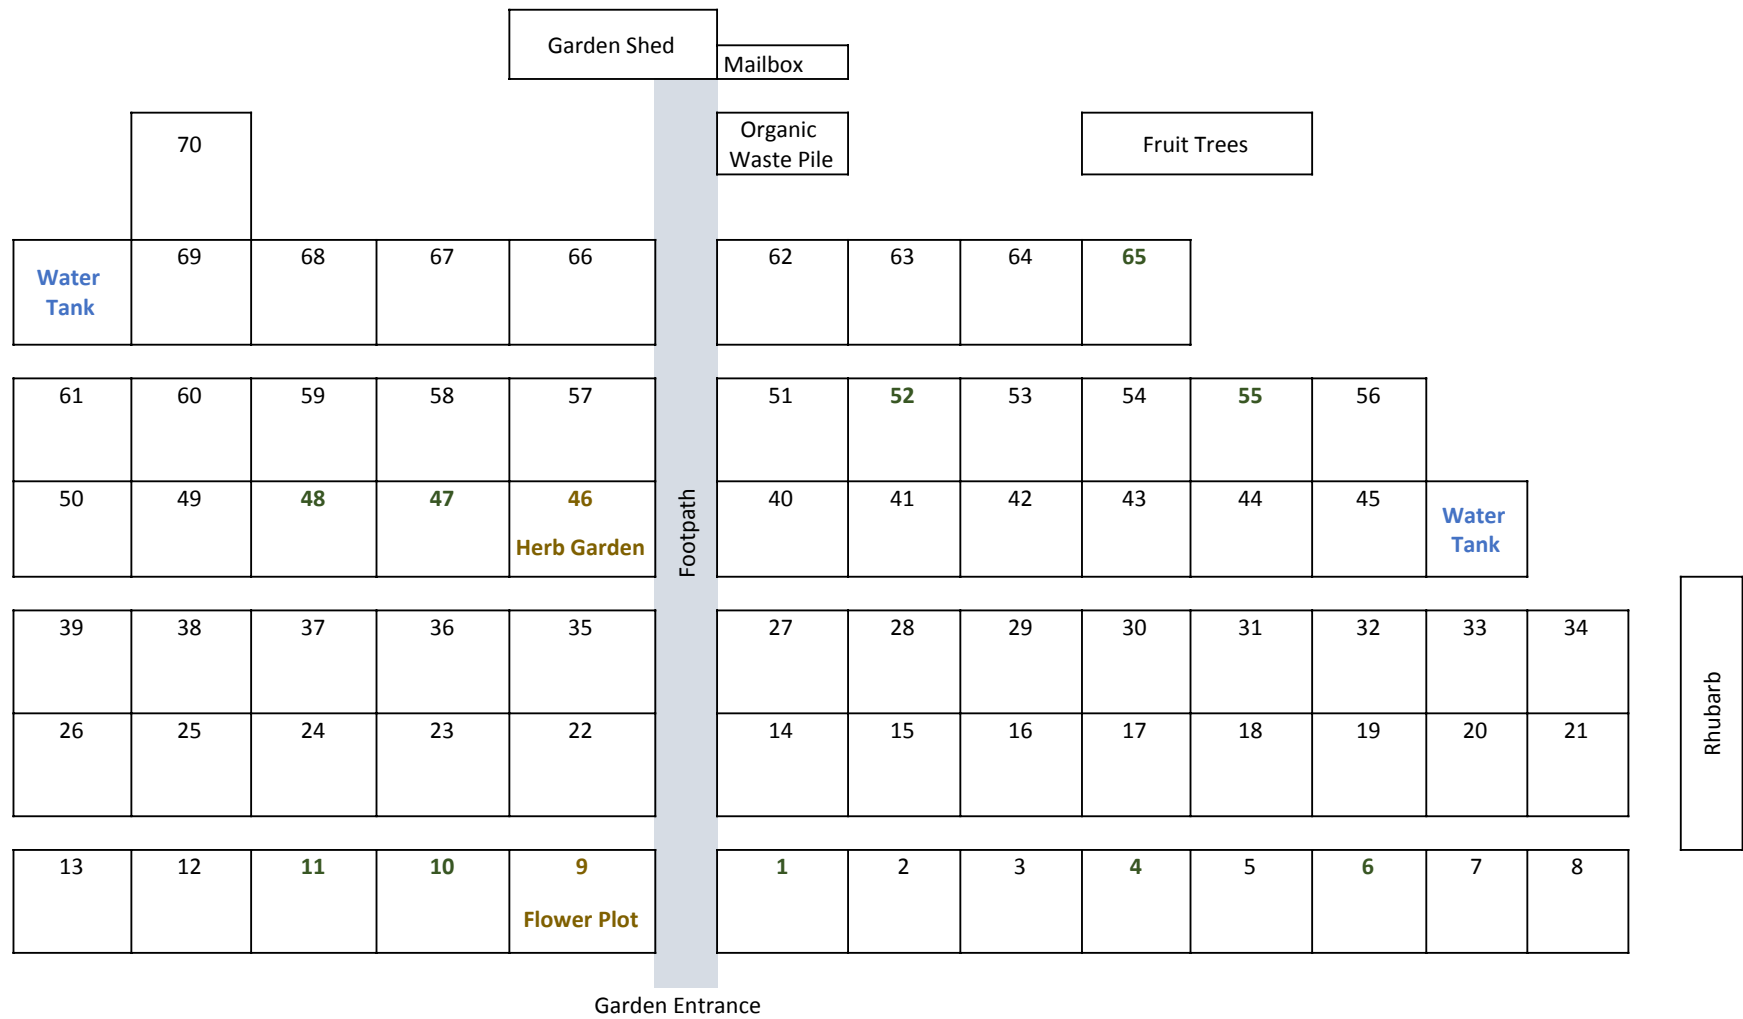 Garden Shed
Mailbox
70
Organic
Waste Pile
Fruit Trees
Water
Tank
69 68 67 66
62 63 64 65
61 60 59 58 57
51 52 53 54 55 56
50 49 48 47 46
Herb Garden
Footpath
40 41 42 43 44 45
Water
Tank
39 38 37 36 35
27 28 29 30 31 32 33 34
Rhubarb
26 25 24 23 22
14 15 16 17 18 19 20 21
13 12 11 10 9
Flower Plot
1 2 3 4 5 6 7 8
Garden Entrance